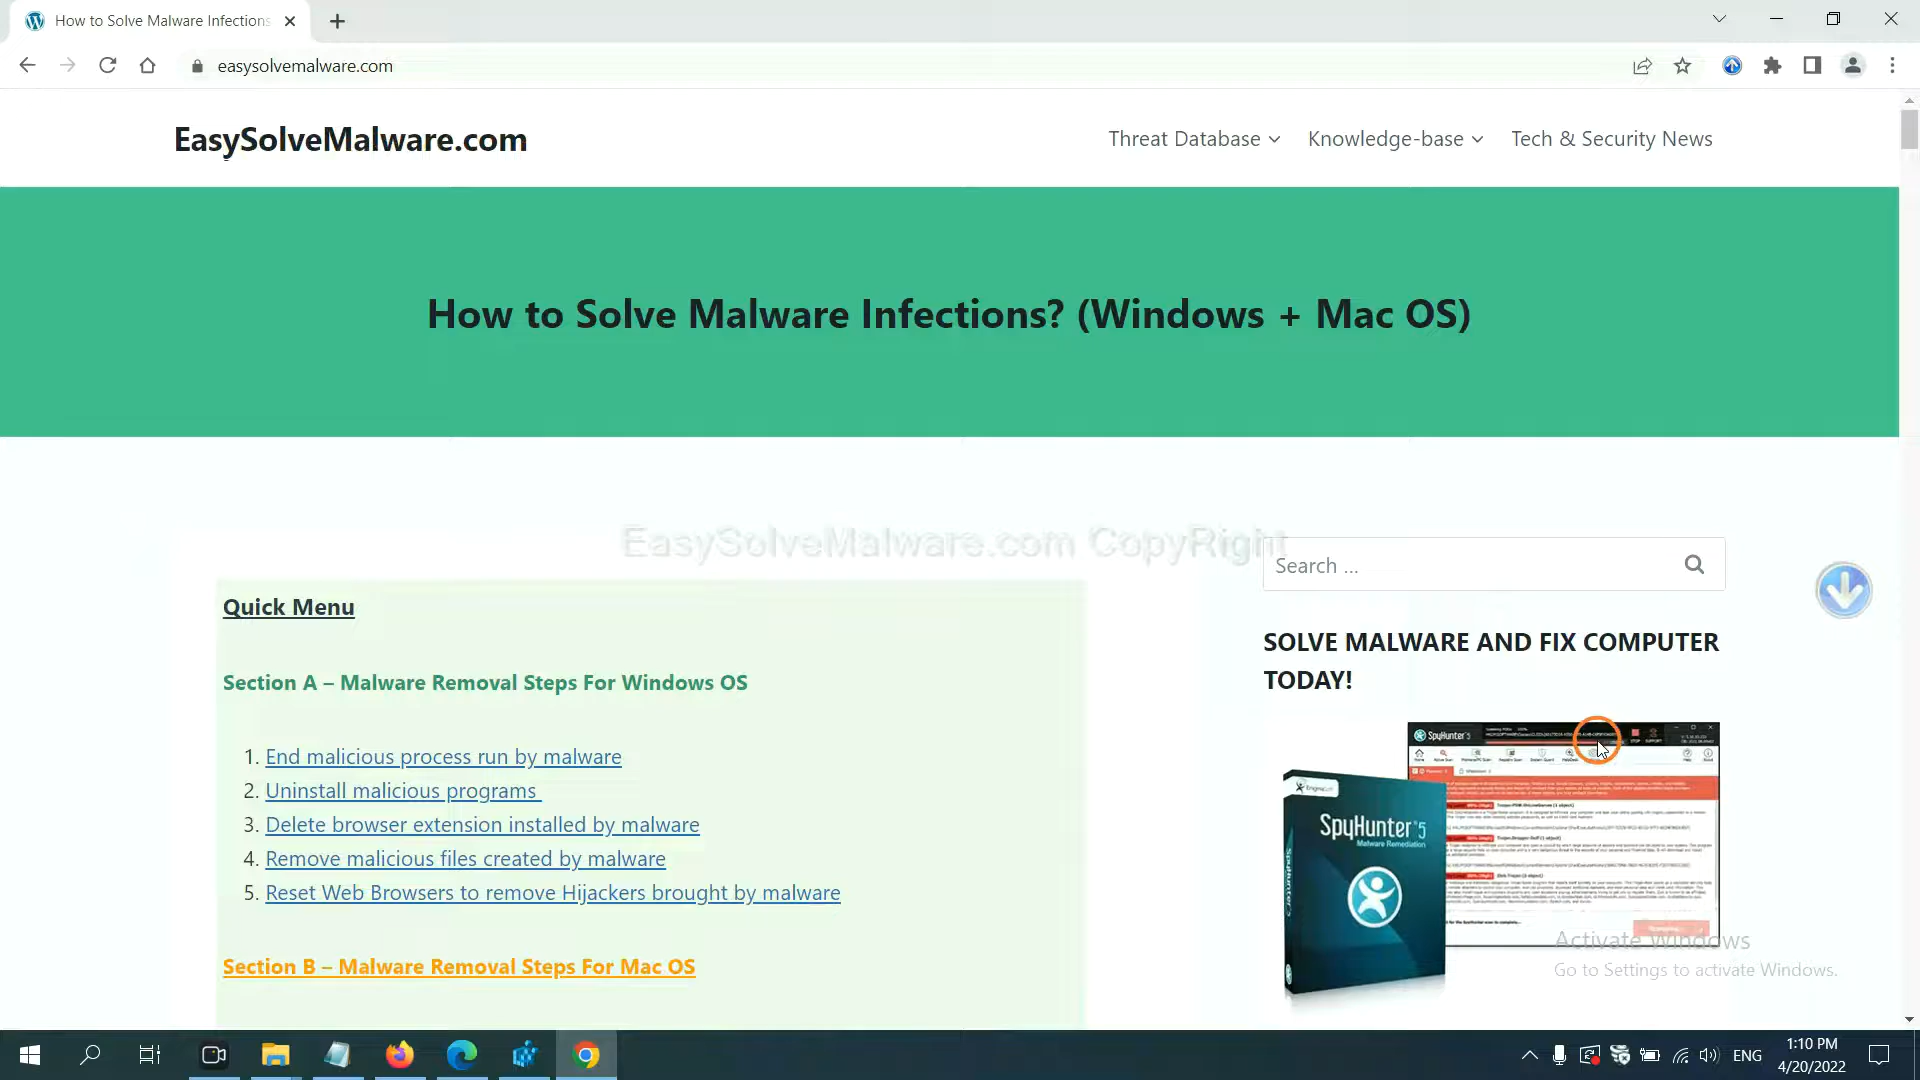 How to Solve Malware Infections
easysolvemalware.com
EasySolveMalware.com
Threat Database
Knowledge-base
Tech & Security News
How to Solve Malware Infections? (Windows + Mac OS)
EasySolveMalware.com CopyRight
Search ...
Quick Menu
SOLVE MALWARE AND FIX COMPUTER
TODAY!
Section A – Malware Removal Steps For Windows OS
1. End malicious process run by malware
2. Uninstall malicious programs
3. Delete browser extension installed by malware
4. Remove malicious files created by malware
5. Reset Web Browsers to remove Hijackers brought by malware
Section B – Malware Removal Steps For Mac OS
SpyHunter 5
SpyHunter 5
Malware Remediation
Activate Windows
Go to Settings to activate Windows.
ENG
1:10 PM
4/20/2022